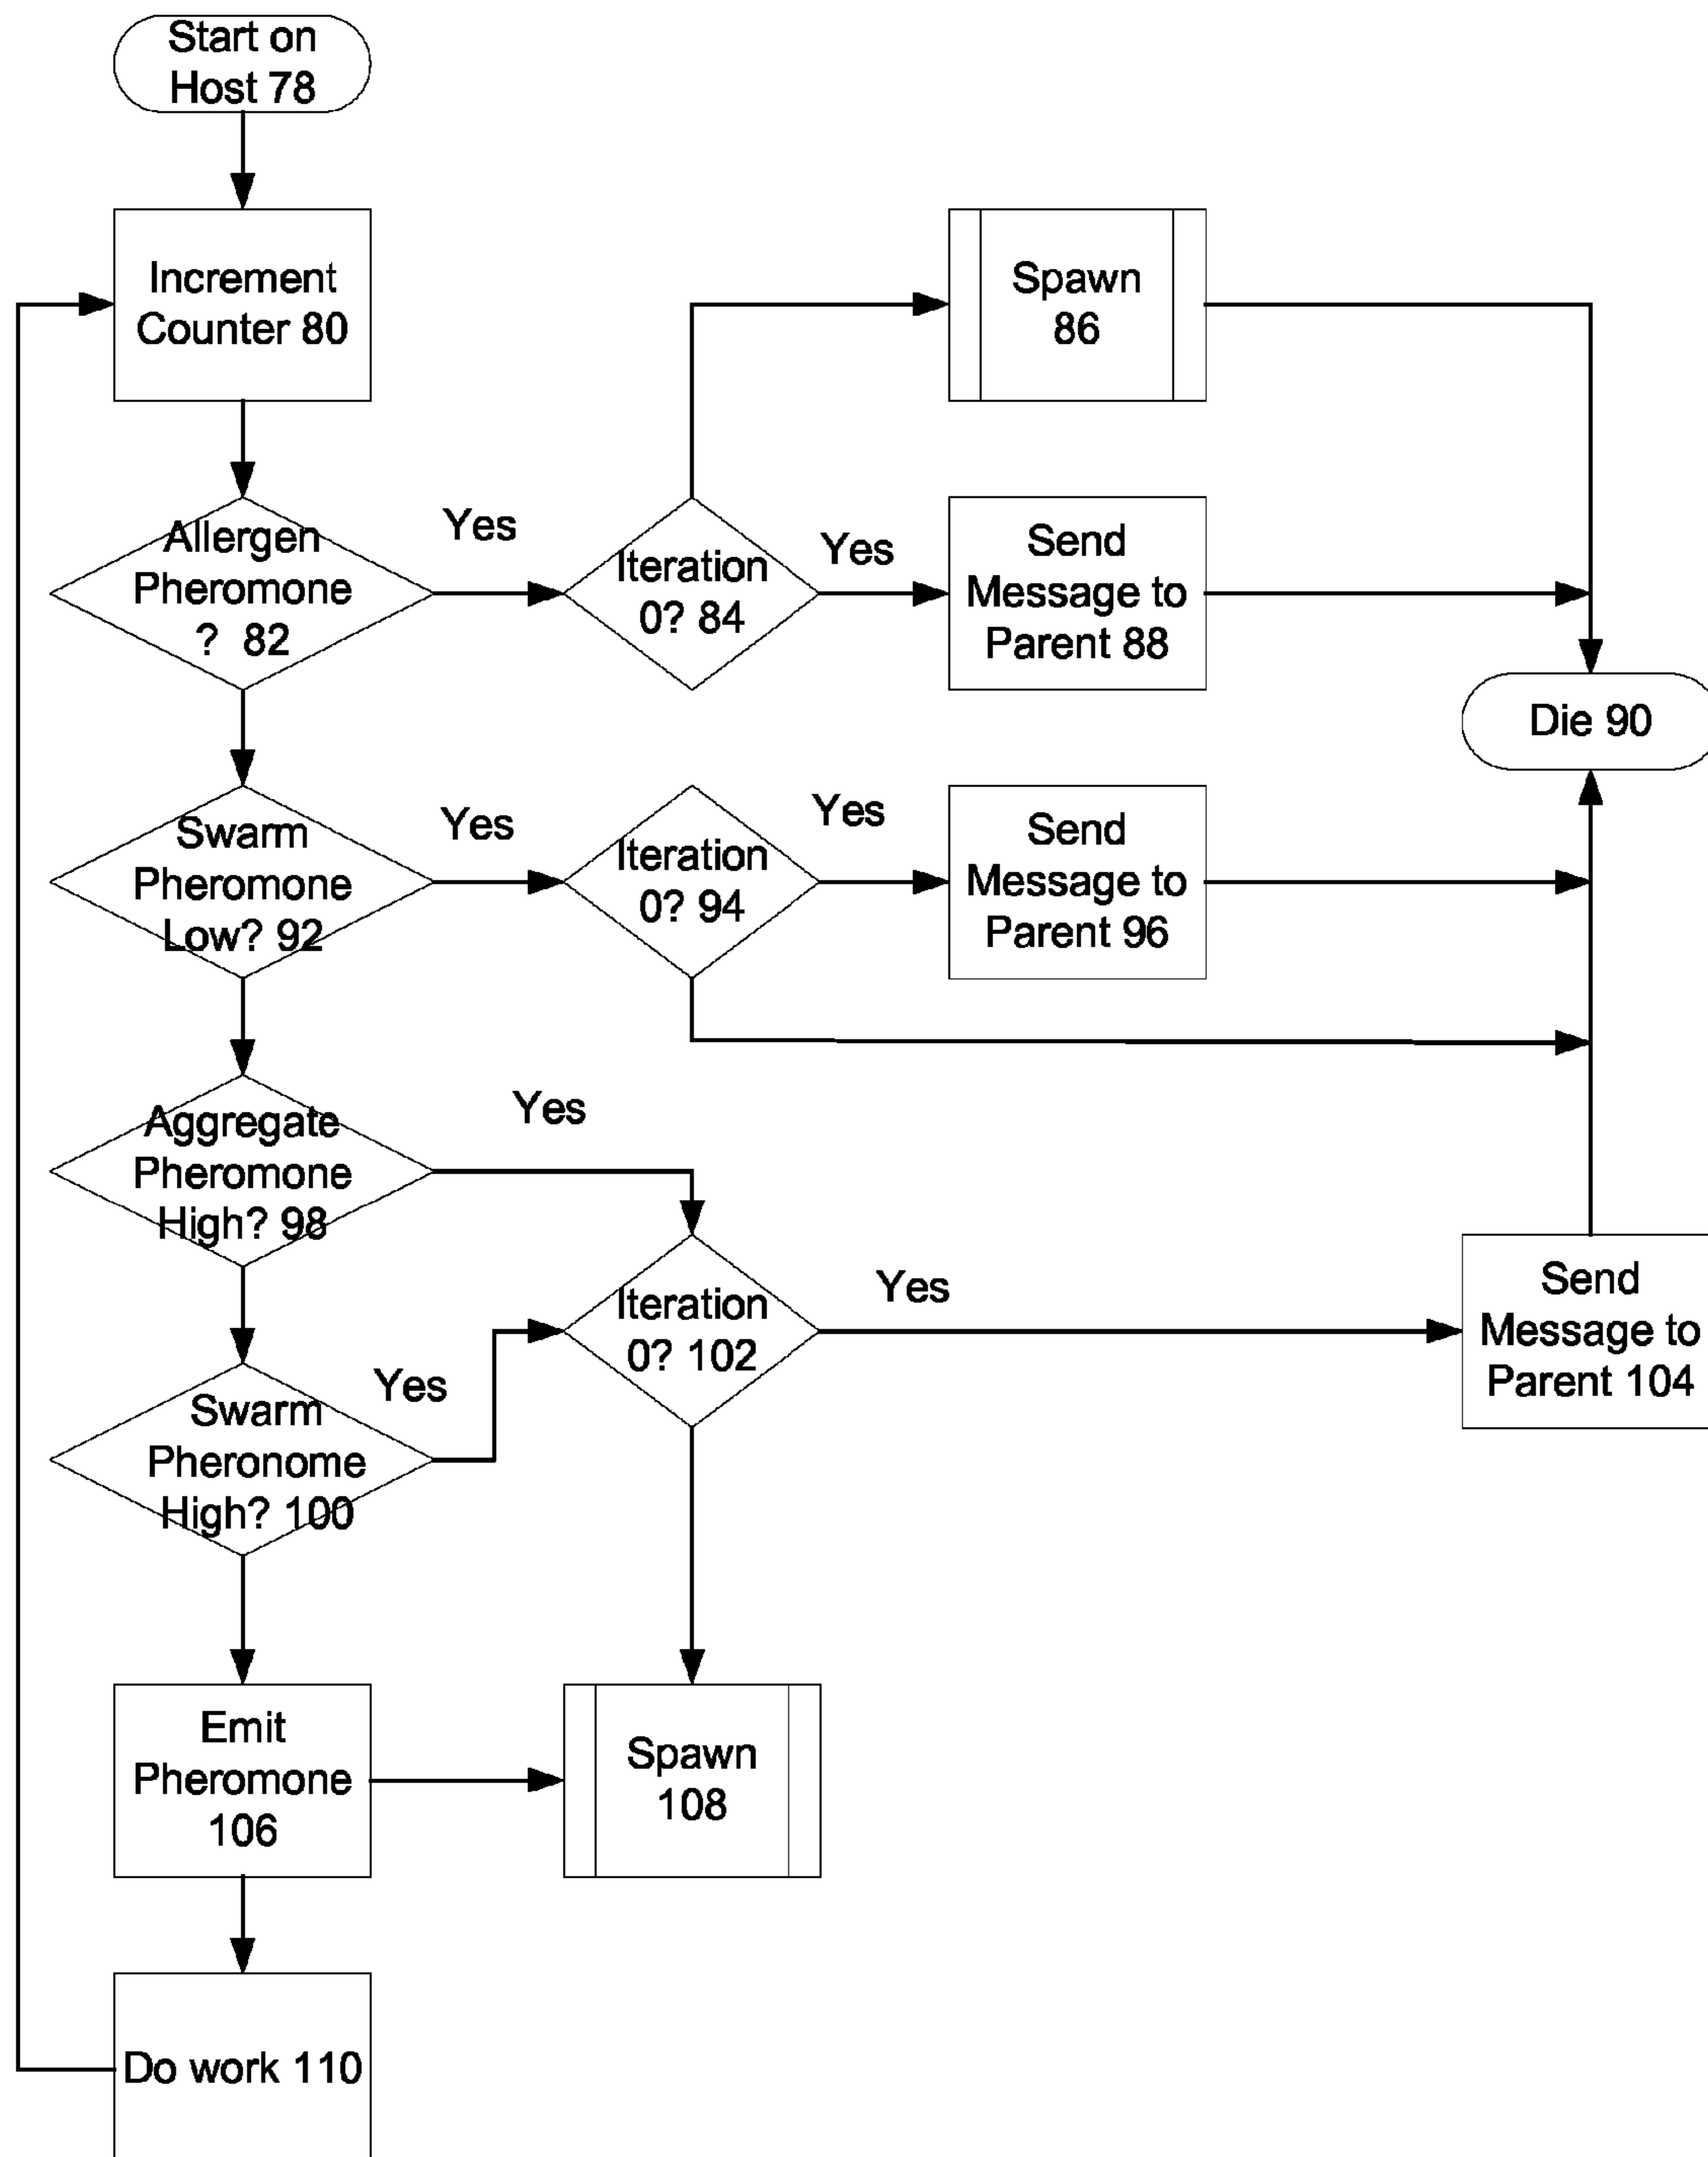 Start on
Host 78
Increment
Counter 80
Spawn
86
Allergen
Pheromone
? 82
Yes
Iteration
0? 84
Yes
Send
Message to
Parent 88
Die 90
Swarm
Pheromone
Low? 92
Yes
Iteration
0? 94
Yes
Send
Message to
Parent 96
Aggregate
Pheromone
High? 98
Yes
Iteration
0? 102
Yes
Send
Message to
Parent 104
Swarm
Pheronome
High? 100
Yes
Emit
Pheromone
106
Spawn
108
Do work 110